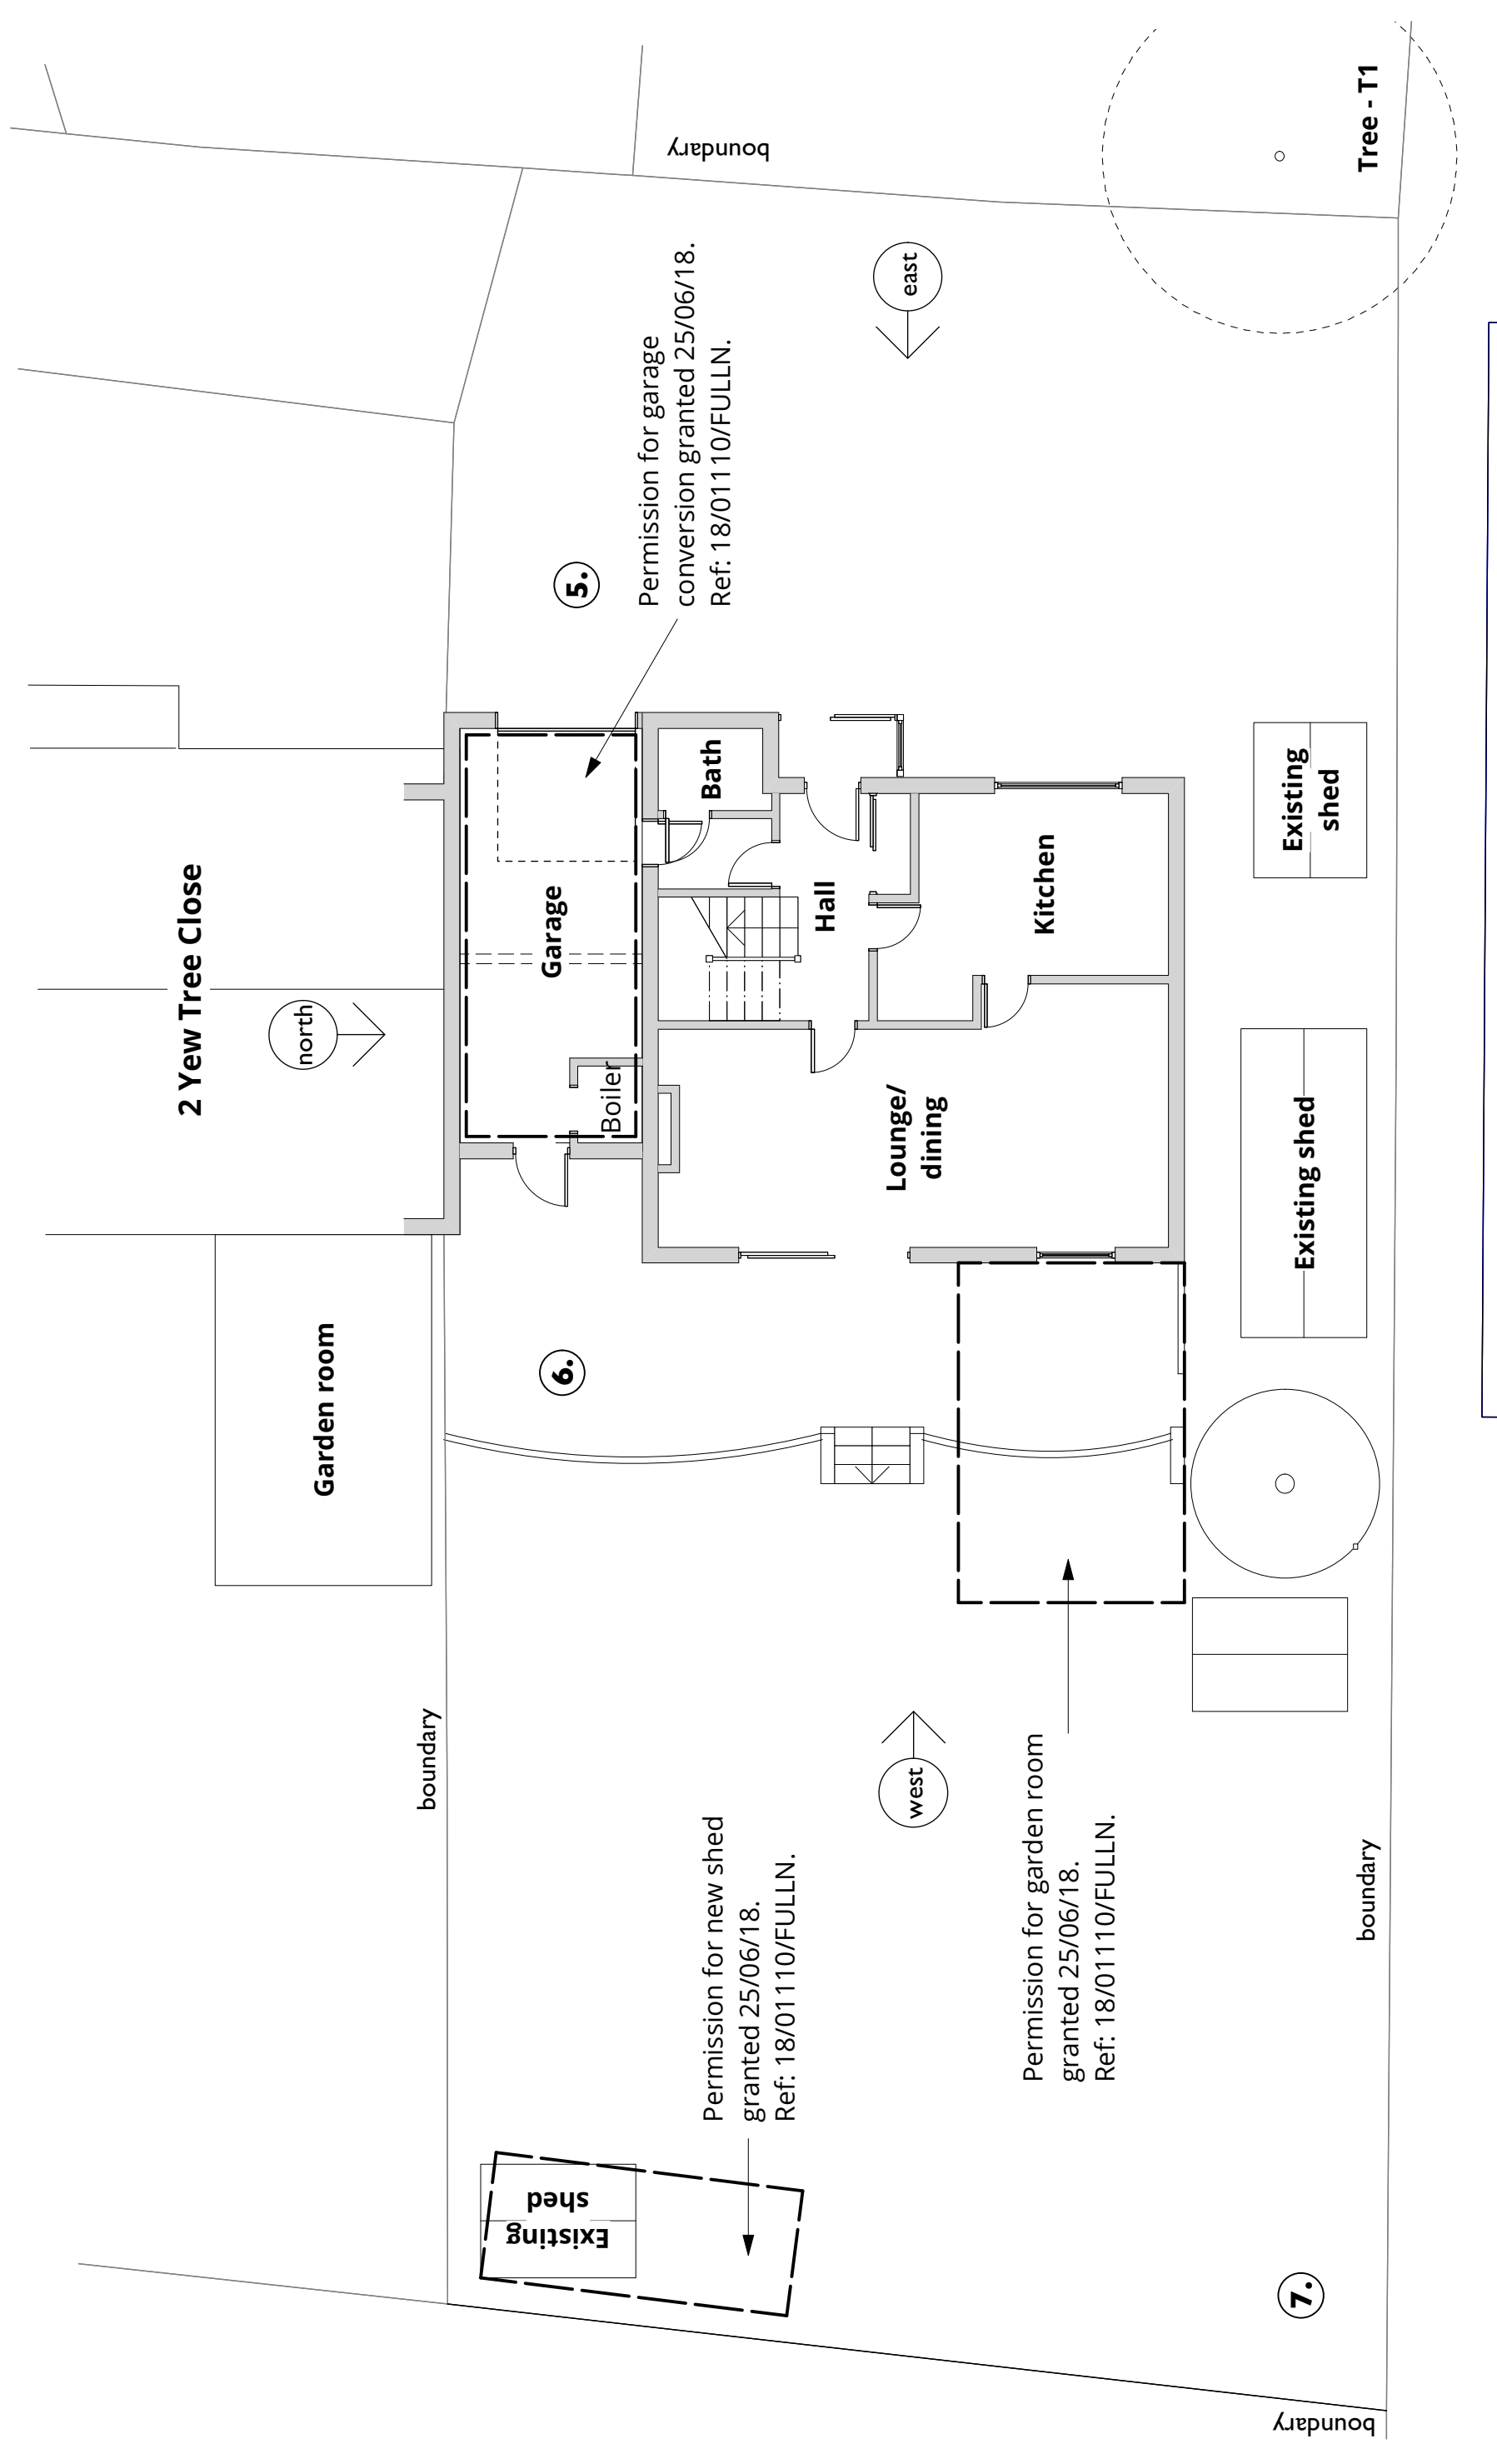 2 Yew Tree Close
north
Garden room
boundary
Existing
shed
Permission for new shed
granted 25/06/18.
Ref: 18/01110/FULLN.
6.
Garage
Boiler
5.
Permission for garage
conversion granted 25/06/18.
Ref: 18/01110/FULLN.
boundary
Bath
Hall
Lounge/
dining
Kitchen
east
west
Permission for garden room
granted 25/06/18.
Ref: 18/01110/FULLN.
Existing
shed
Existing shed
Tree - T1
7.
boundary
boundary